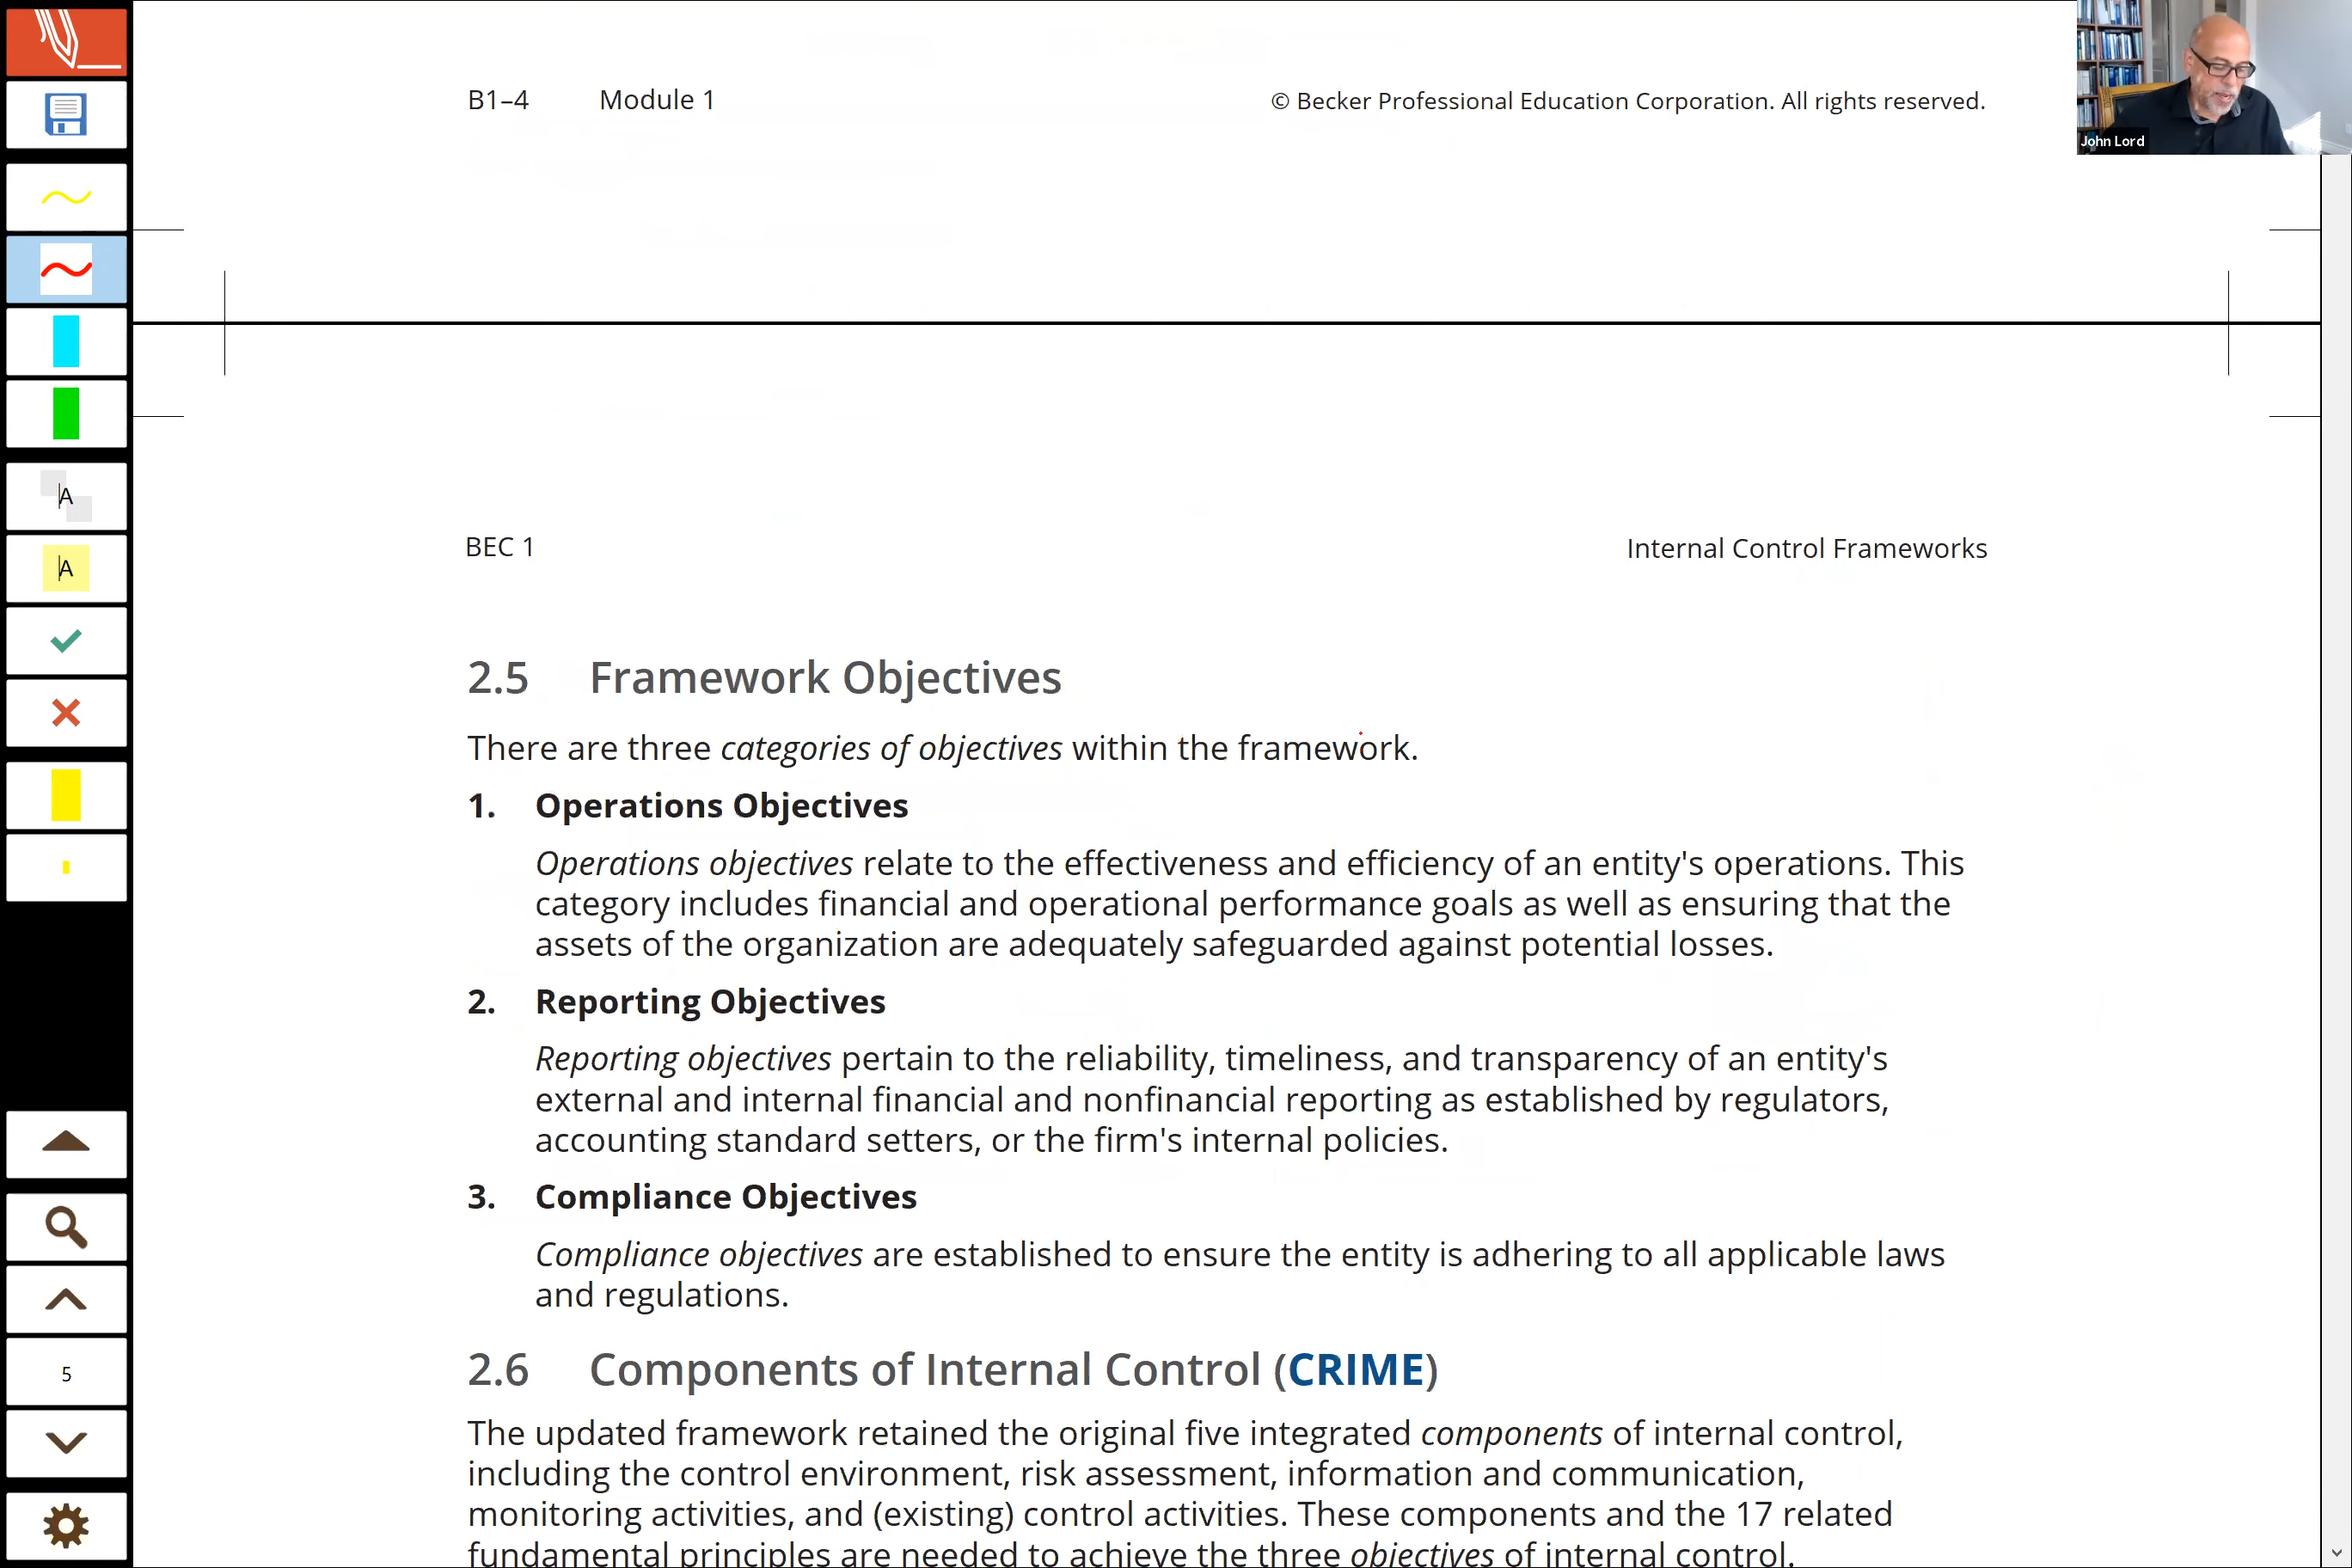 B1–4 Module 1 © Becker Professional Education Corporation. All rights reserved.
John Lord
A
A
BEC 1 Internal Control Frameworks
2.5 Framework Objectives
There are three categories of objectives within the framework.
1. Operations Objectives
Operations objectives relate to the effectiveness and efficiency of an entity's operations. This
category includes financial and operational performance goals as well as ensuring that the
assets of the organization are adequately safeguarded against potential losses.
2. Reporting Objectives
Reporting objectives pertain to the reliability, timeliness, and transparency of an entity's
external and internal financial and nonfinancial reporting as established by regulators,
accounting standard setters, or the firm's internal policies.
3. Compliance Objectives
Compliance objectives are established to ensure the entity is adhering to all applicable laws
and regulations.
2.6 Components of Internal Control (CRIME)
5
The updated framework retained the original five integrated components of internal control,
including the control environment, risk assessment, information and communication,
monitoring activities, and (existing) control activities. These components and the 17 related
fundamental principles are needed to achieve the three objectives of internal control.